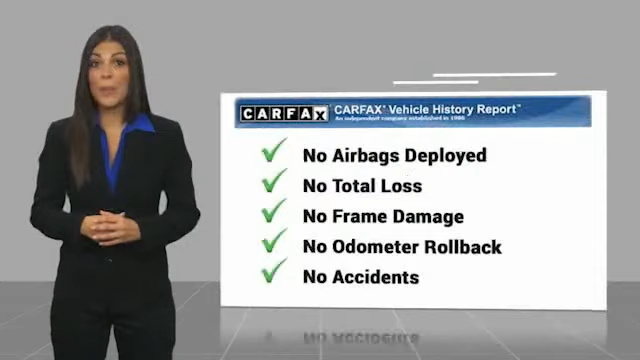 CARFAX CARFAX® Vehicle History Report™
An independent company established in 1986
No Airbags Deployed
No Total Loss
No Frame Damage
No Odometer Rollback
No Accidents